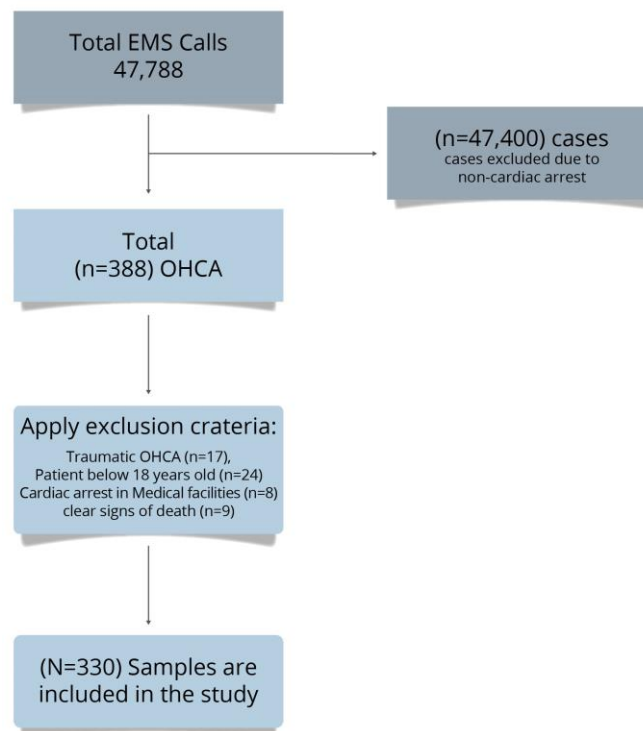 Total EMS Calls
47,788
(n=47,400) cases
cases excluded due to
non-cardiac arrest
Total
(n=388) OHCA
Apply exclusion crateria:
Traumatic OHCA (n=17),
Patient below 18 years old (n=24)
Cardiac arrest in Medical facilities (n=8)
clear signs of death (n=9)
(N=330) Samples are
included in the study